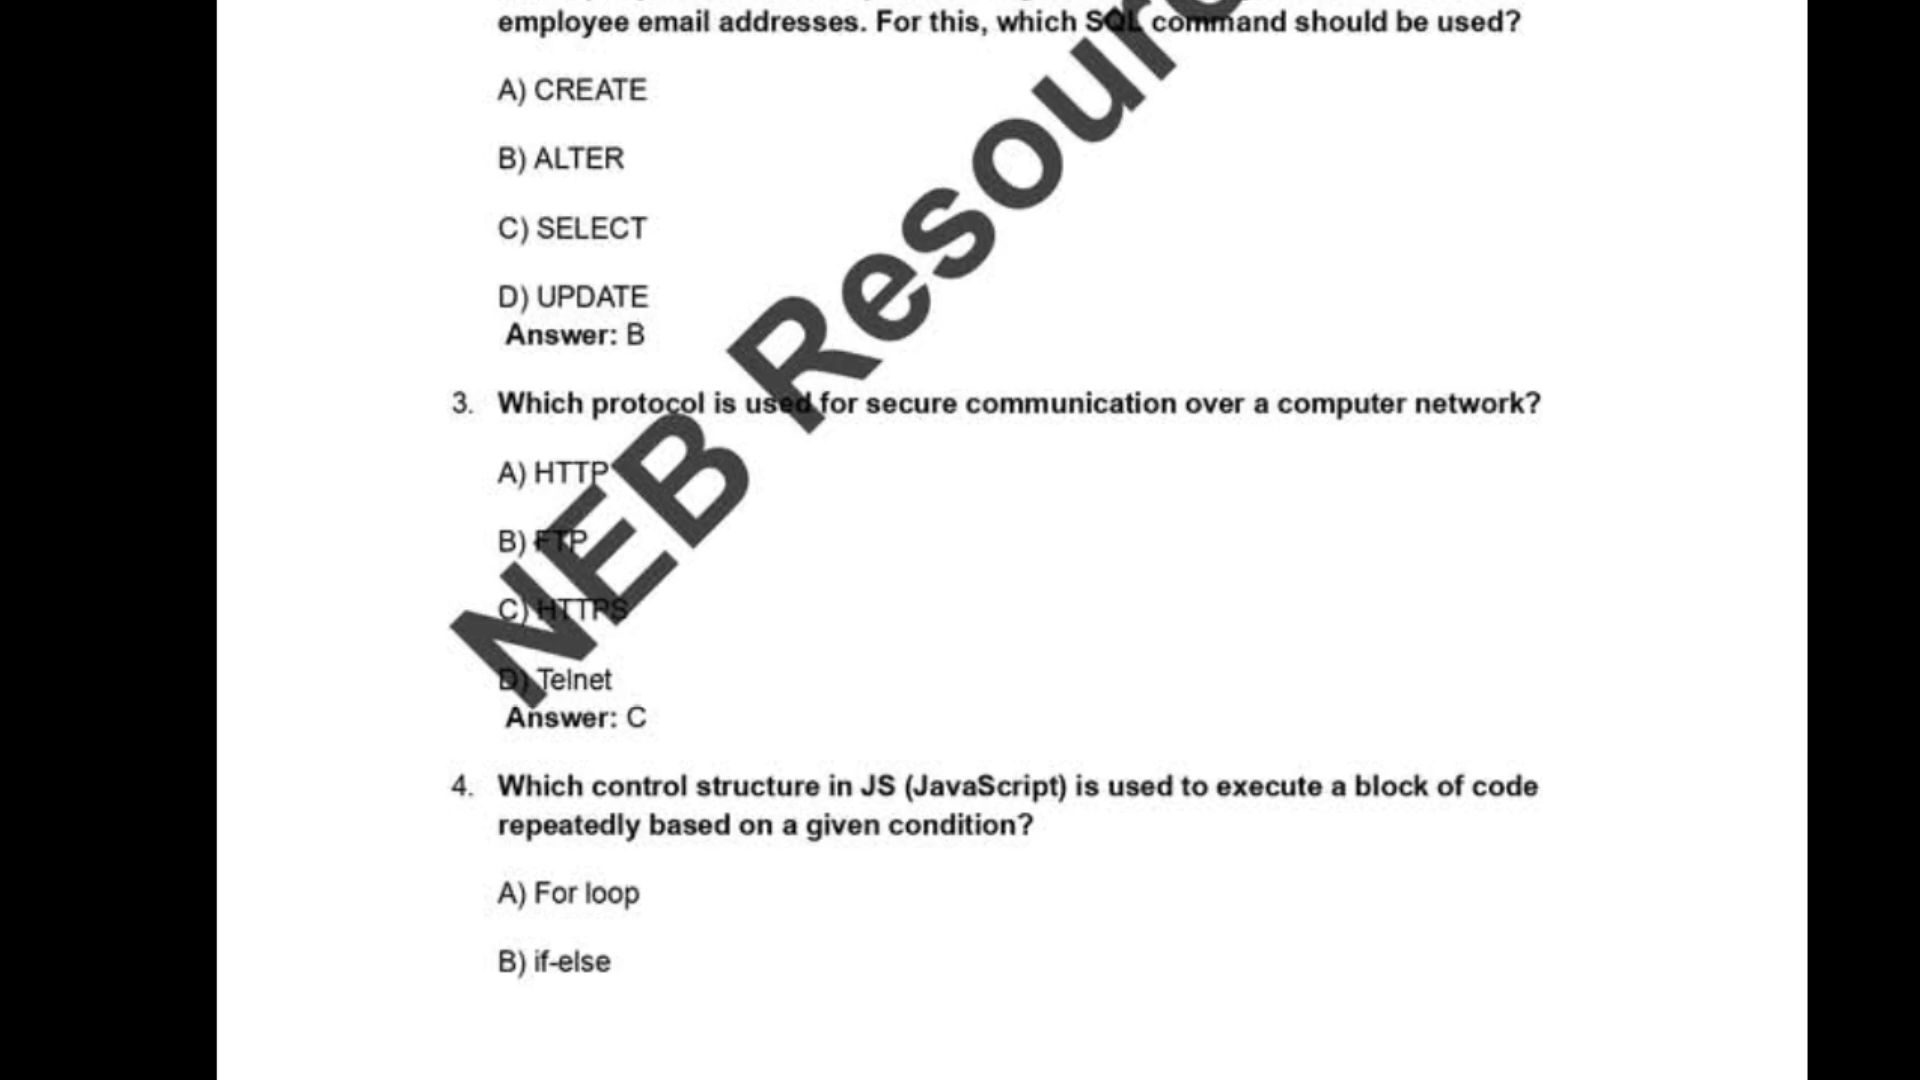 employee email addresses. For this, which SQL command should be used?
A) CREATE
B) ALTER
C) SELECT
D) UPDATE
Answer: B
3. Which protocol is used for secure communication over a computer network?
A) HTTP
B) FTP
C) HTTPS
D) Telnet
Answer: C
4. Which control structure in JS (JavaScript) is used to execute a block of code
repeatedly based on a given condition?
A) For loop
B) if-else
NEB Resour